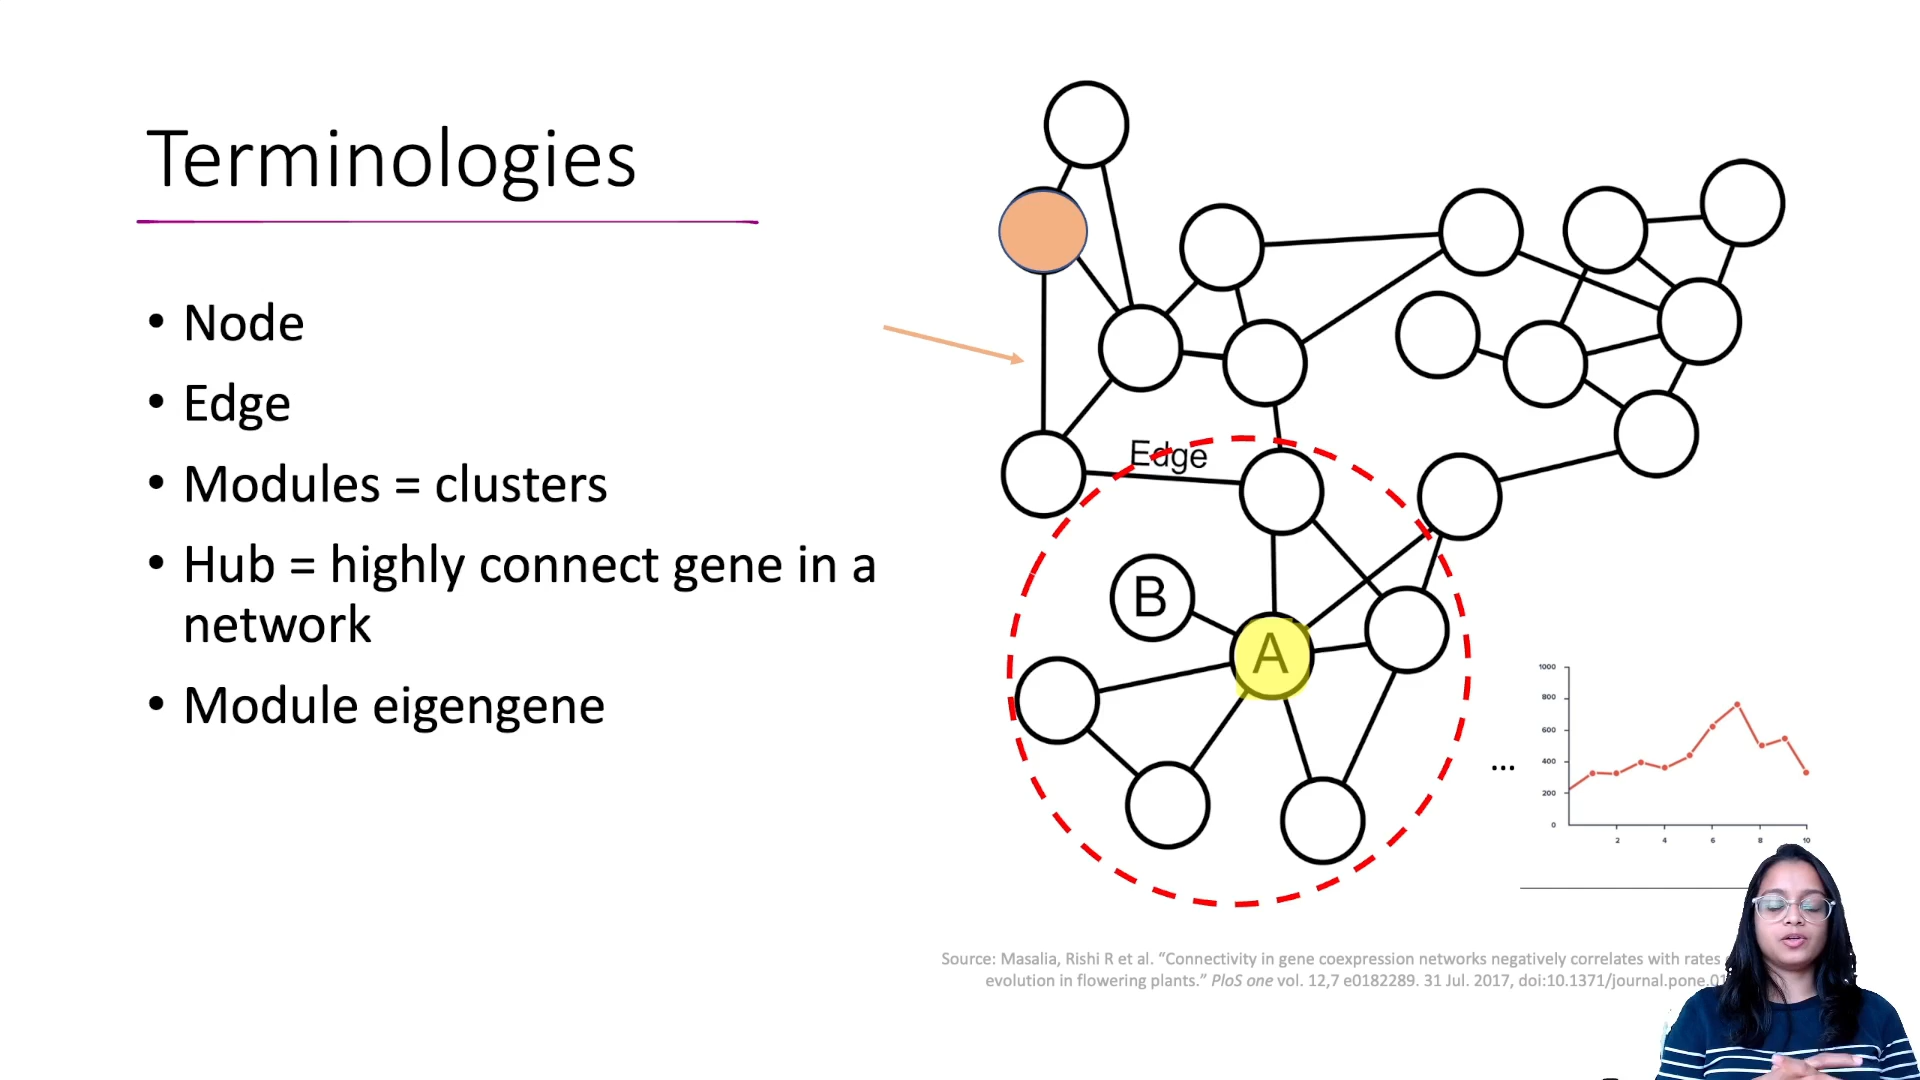 Terminologies
• Node
• Edge
• Modules = clusters
• Hub = highly connect gene in a
network
• Module eigengene
Edge
B
A
...
1000
800
600
400
200
0
2 4 6 8 10
Source: Masalia, Rishi R et al. “Connectivity in gene coexpression networks negatively correlates with rates
evolution in flowering plants.” PloS one vol. 12,7 e0182289. 31 Jul. 2017, doi:10.1371/journal.pone.01